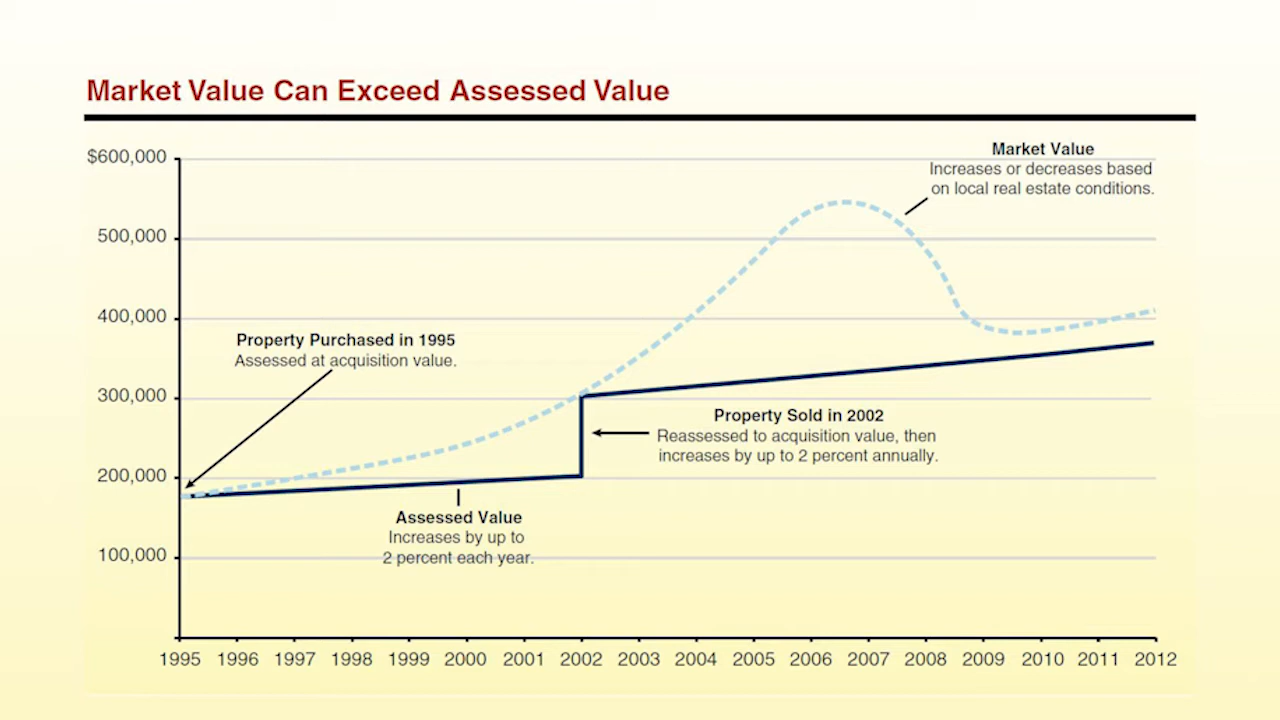 Market Value Can Exceed Assessed Value
$600,000
500,000
400,000
300,000
200,000
100,000
Market Value
Increases or decreases based
on local real estate conditions.
Property Purchased in 1995
Assessed at acquisition value.
Property Sold in 2002
Reassessed to acquisition value, then
increases by up to 2 percent annually.
Assessed Value
Increases by up to
2 percent each year.
1995 1996 1997 1998 1999 2000 2001 2002 2003 2004 2005 2006 2007 2008 2009 2010 2011 2012